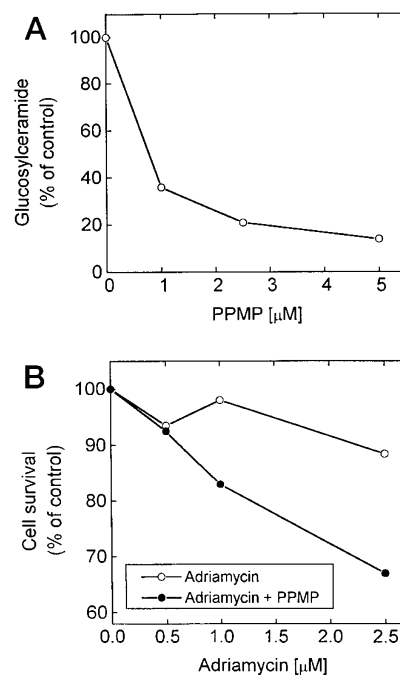 A
100
80
60
40
20
0
Glucosylceramide
(% of control)
0 1 2 3 4 5
PPMP [µM]
B
100
90
80
70
60
Cell survival
(% of control)
Adriamycin
Adriamycin + PPMP
0.0 0.5 1.0 1.5 2.0 2.5
Adriamycin [µM]